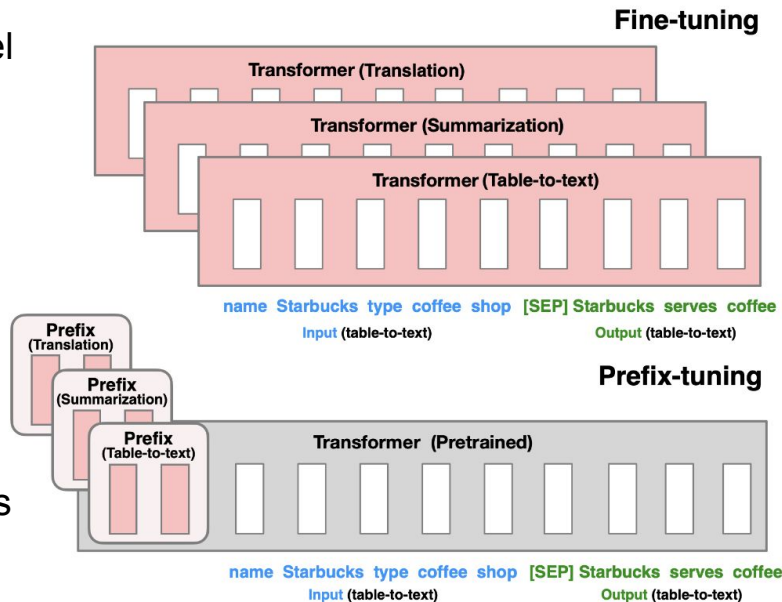 Fine-tuning
el
Transformer (Translation)
Transformer (Summarization)
Transformer (Table-to-text)
name Starbucks type coffee shop [SEP] Starbucks serves coffee
Input (table-to-text) Output (table-to-text)
Prefix-tuning
Prefix
(Translation)
Prefix
(Summarization)
Prefix
(Table-to-text)
Transformer (Pretrained)
s
name Starbucks type coffee shop [SEP] Starbucks serves coffee
Input (table-to-text) Output (table-to-text)